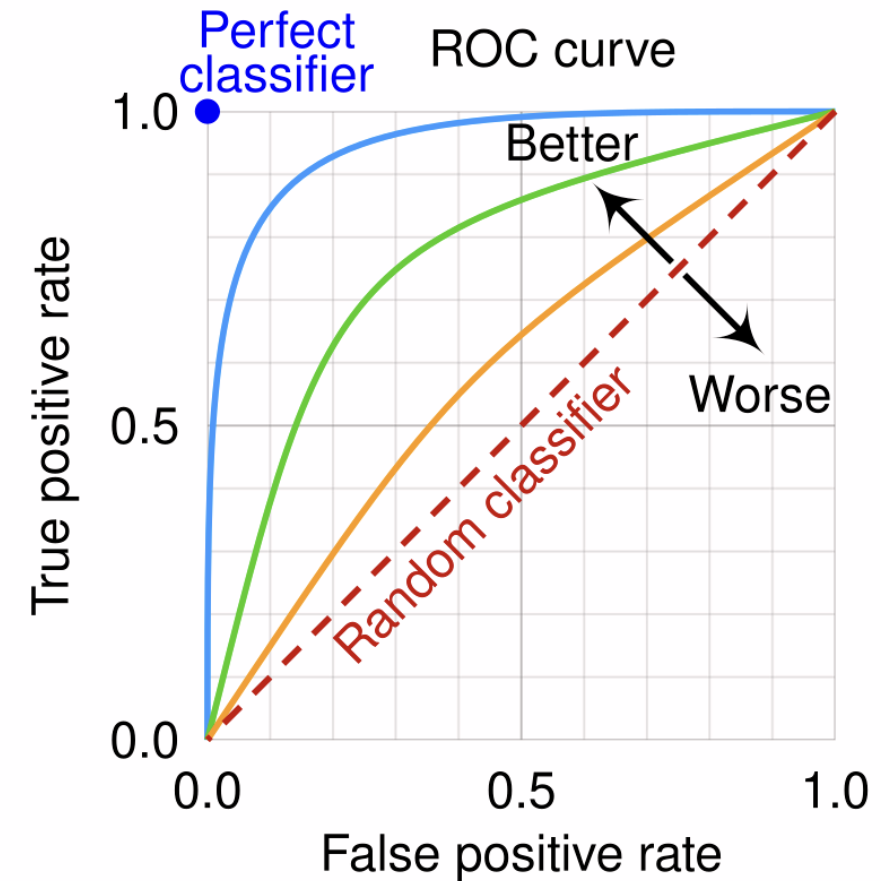 Perfect
classifier
ROC curve
1.0
Better
True positive rate
0.5
Worse
Random classifier
0.0
0.0
0.5
1.0
False positive rate